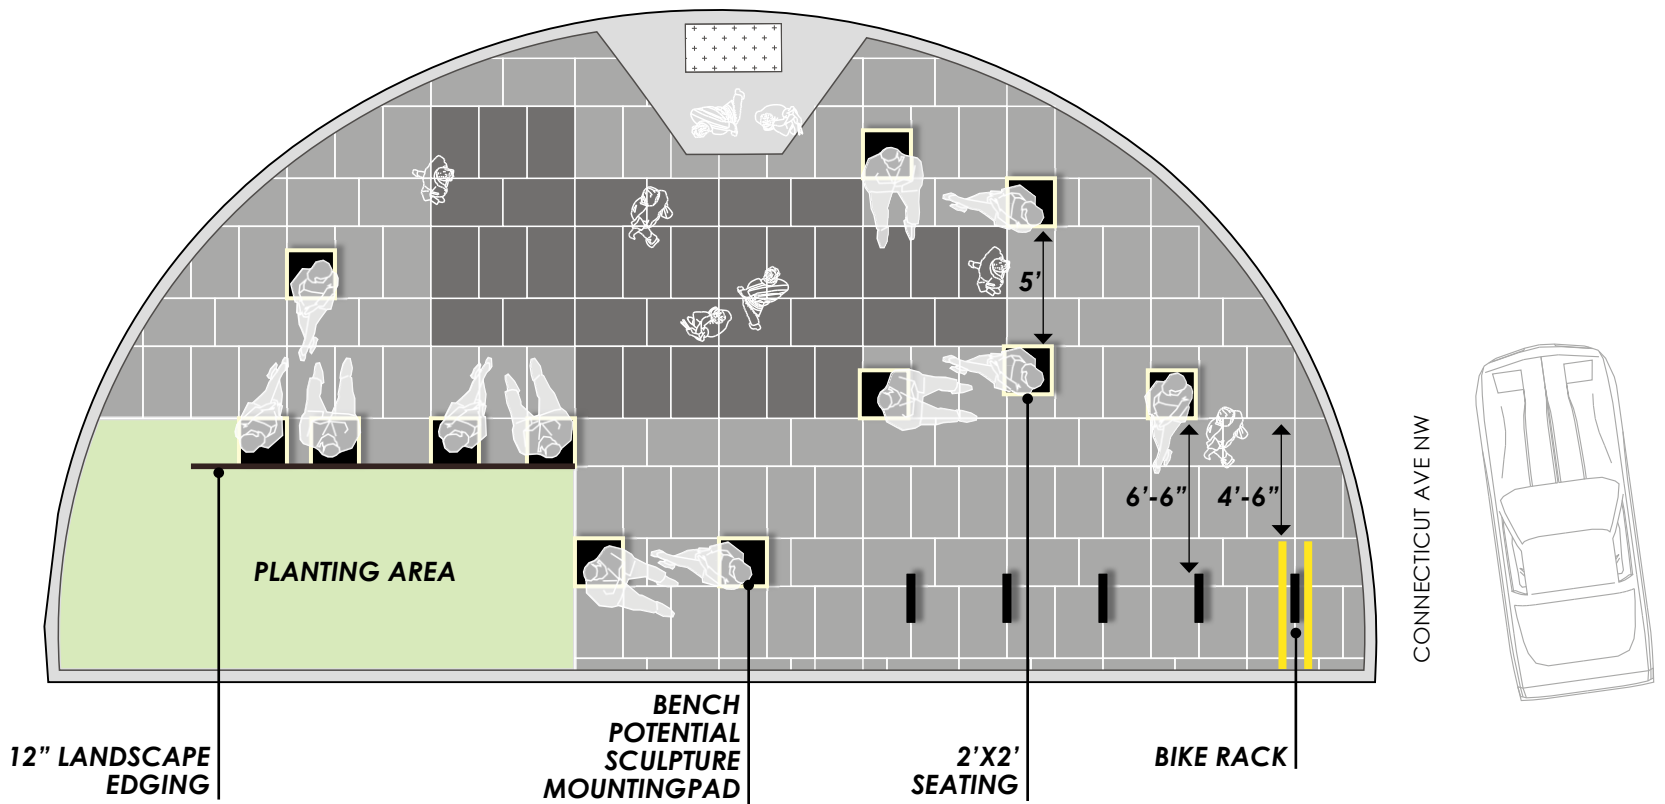 5’
CONNECTICUT AVE NW
6’-6”
4’-6”
PLANTING AREA
12” LANDSCAPE
EDGING
BENCH
POTENTIAL
SCULPTURE
MOUNTINGPAD
2’X2’
SEATING
BIKE RACK